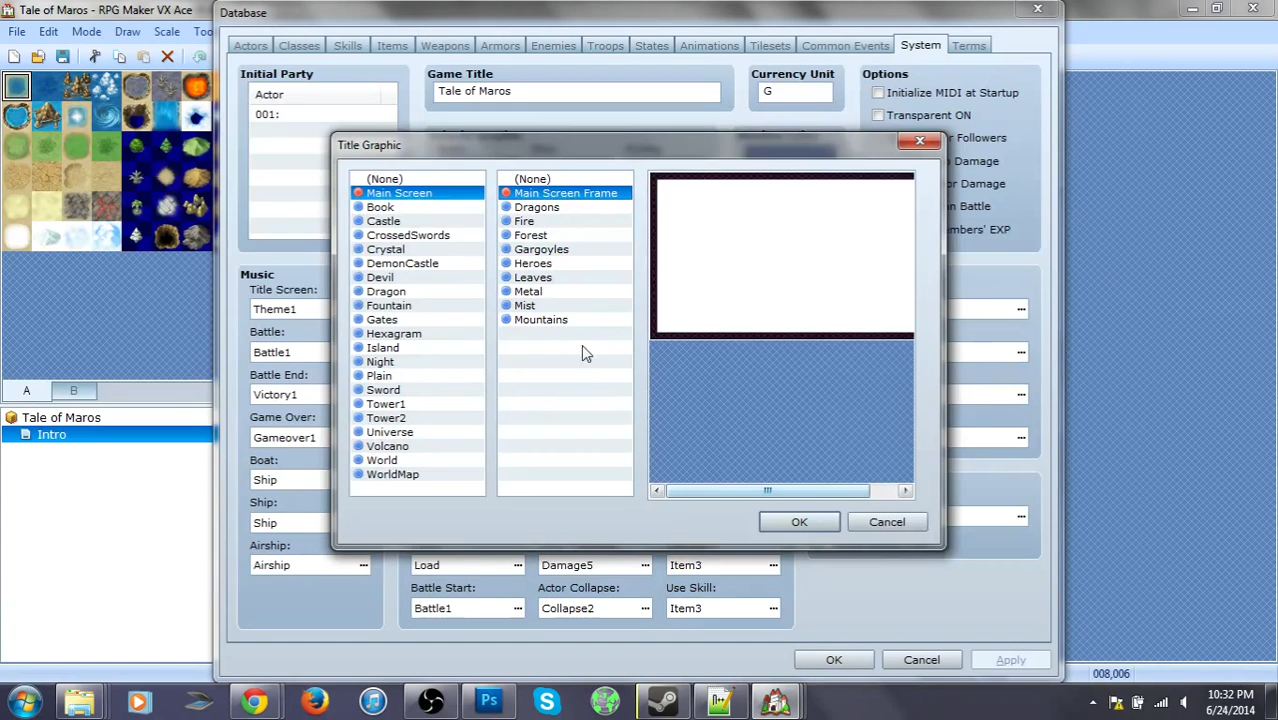 Tale of Maros - RPG Maker VX Ace
Database
File Edit Mode Draw Scale Too
Actors Classes Skills Items Weapons Armors Enemies Troops States Animations Tilesets Common Events System Terms
Initial Party
Actor
001:
Game Title
Tale of Maros
Currency Unit
G
Options
Initialize MIDI at Startup
Transparent ON
r Followers
o Damage
or Damage
n Battle
mbers' EXP
Title Graphic
(None)
Main Screen
Book
Castle
CrossedSwords
Crystal
DemonCastle
Devil
Dragon
Fountain
Gates
Hexagram
Island
Night
Plain
Sword
Tower1
Tower2
Universe
Volcano
World
WorldMap
(None)
Main Screen Frame
Dragons
Fire
Forest
Gargoyles
Heroes
Leaves
Metal
Mist
Mountains
OK Cancel
Music
Title Screen:
Theme1
Battle:
Battle1
Battle End:
Victory1
Game Over:
Gameover1
Boat:
Ship
Ship:
Ship
Airship:
Airship ...
Load ... Damage5 ... Item3 ...
Battle Start: Actor Collapse: Use Skill:
Battle1 ... Collapse2 ... Item3 ...
...
...
...
...
...
OK Cancel Apply
A B
Tale of Maros
Intro
008,006
10:32 PM
6/24/2014